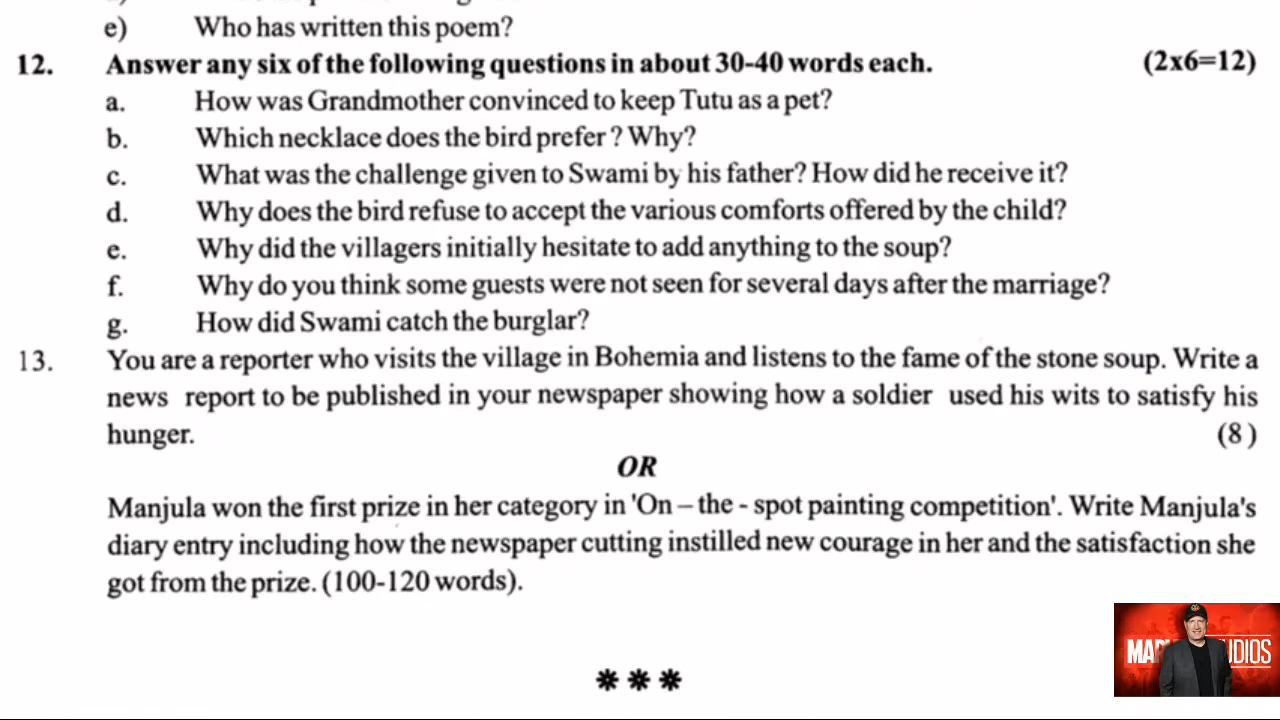 e) Who has written this poem?
12. Answer any six of the following questions in about 30-40 words each. (2x6=12)
a. How was Grandmother convinced to keep Tutu as a pet?
b. Which necklace does the bird prefer ? Why?
c. What was the challenge given to Swami by his father? How did he receive it?
d. Why does the bird refuse to accept the various comforts offered by the child?
e. Why did the villagers initially hesitate to add anything to the soup?
f. Why do you think some guests were not seen for several days after the marriage?
g. How did Swami catch the burglar?
13. You are a reporter who visits the village in Bohemia and listens to the fame of the stone soup. Write a
news report to be published in your newspaper showing how a soldier used his wits to satisfy his
hunger. (8)
OR
Manjula won the first prize in her category in 'On – the - spot painting competition'. Write Manjula's
diary entry including how the newspaper cutting instilled new courage in her and the satisfaction she
got from the prize. (100-120 words).